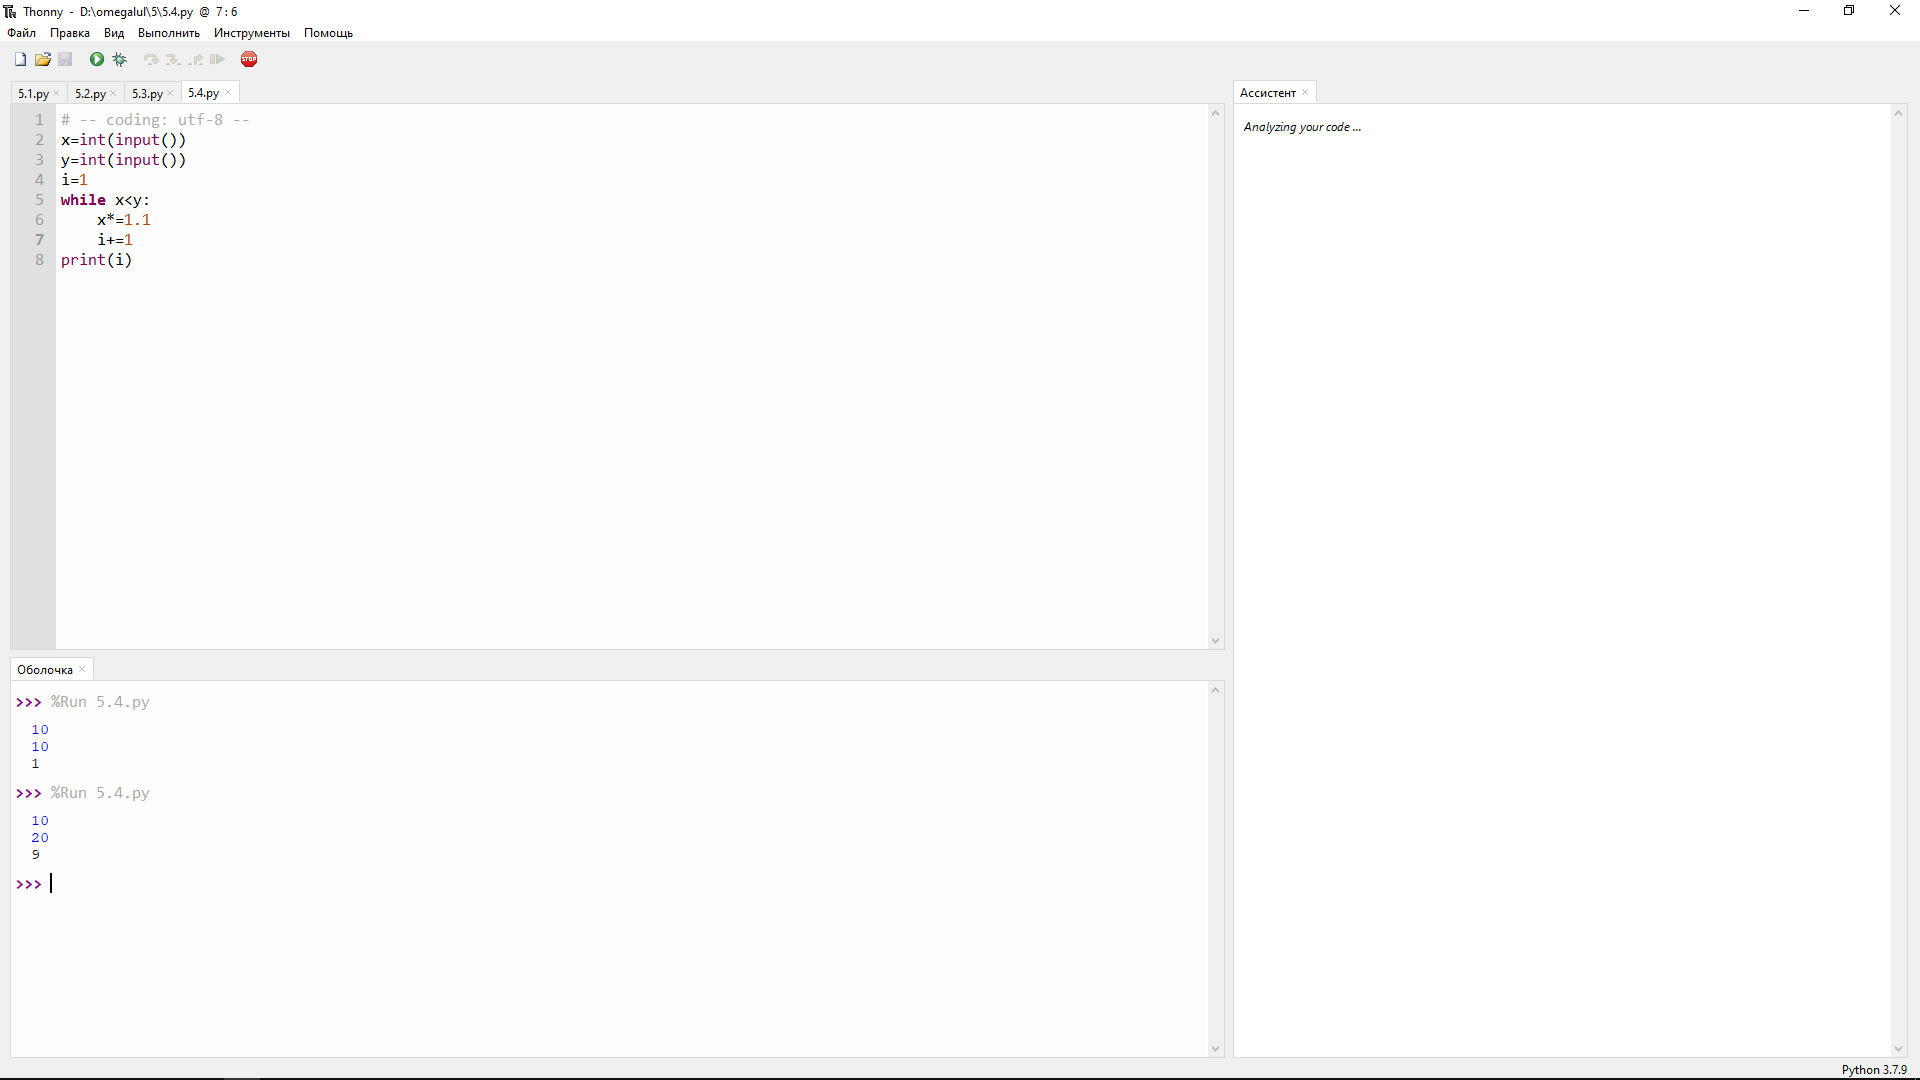 Thonny - D:\omegalul\5\5.4.py @ 7:6
Файл Правка Вид Выполнить Инструменты Помощь
STOP
5.1.py × 5.2.py × 5.3.py × 5.4.py ×
1 # -- coding: utf-8 --
2 x=int(input())
3 y=int(input())
4 i=1
5 while x<y:
6 x*=1.1
7 i+=1
8 print(i)
Оболочка ×
>>> %Run 5.4.py
10
10
1
>>> %Run 5.4.py
10
20
9
>>>
Ассистент ×
Analyzing your code ...
Python 3.7.9